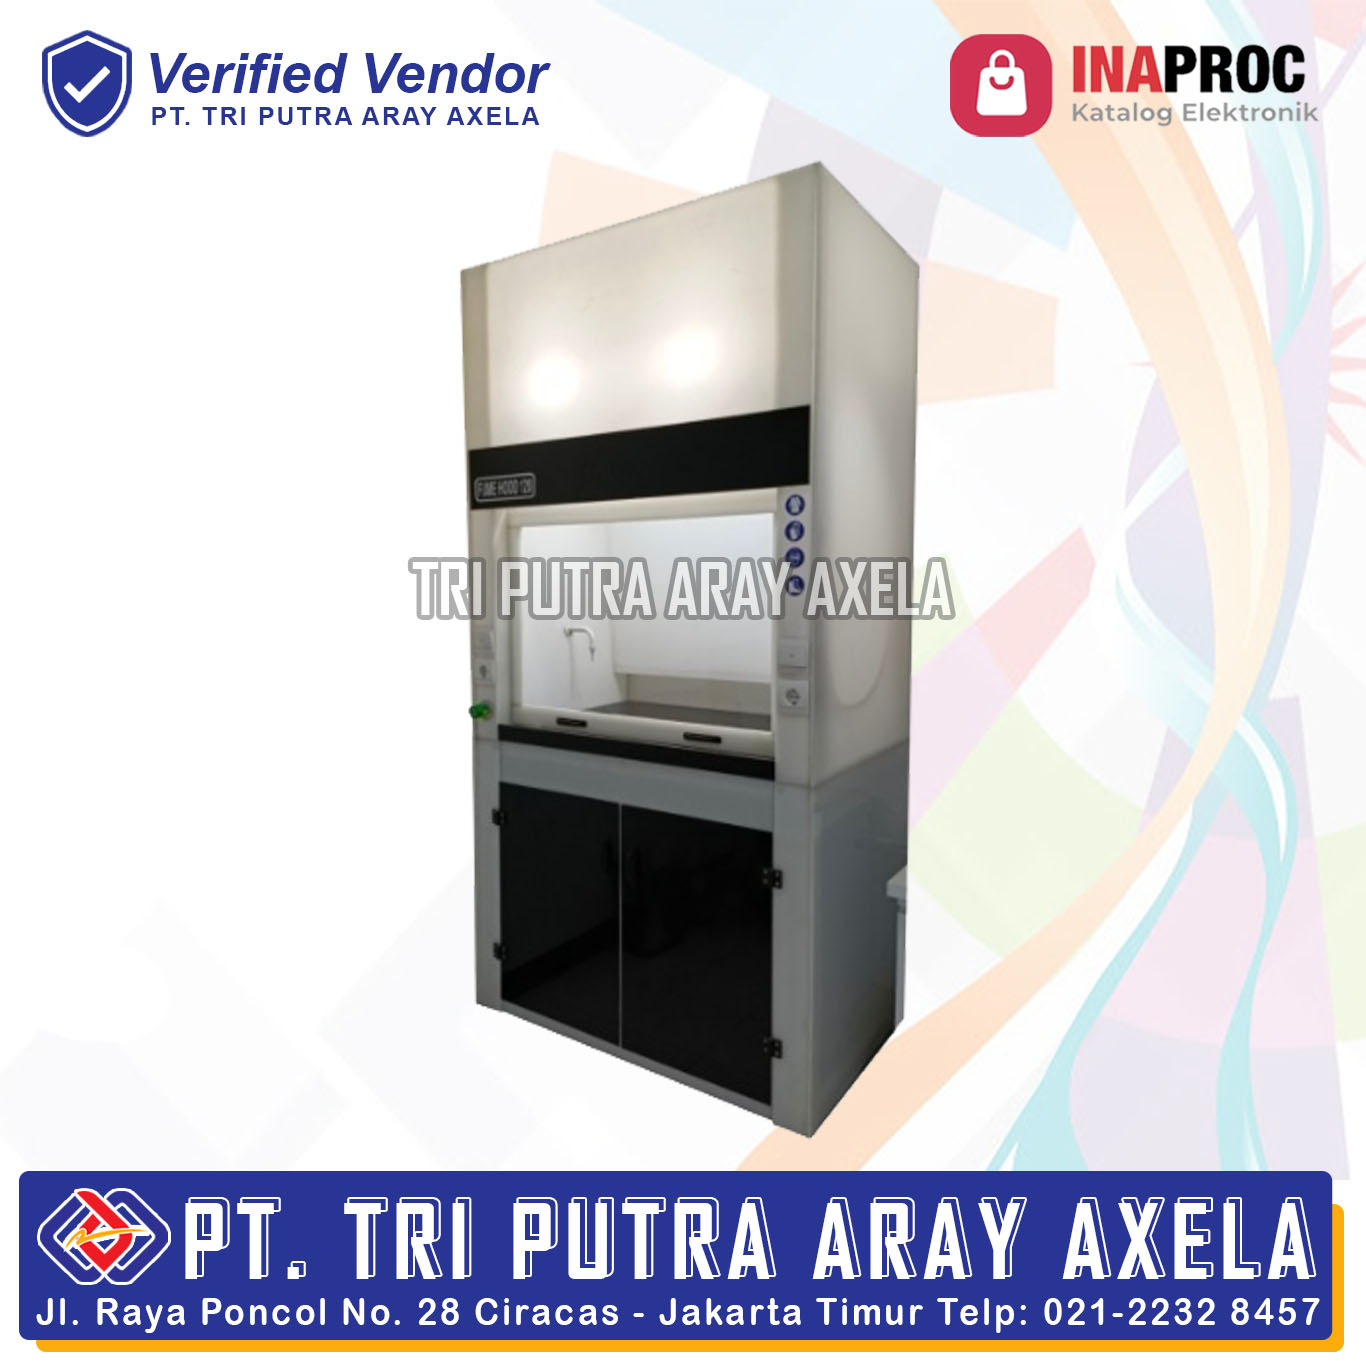 Verified Vendor
PT. TRI PUTRA ARAY AXELA
INAPROC
Katalog Elektronik
FUME HOOD 120
TRI PUTRA ARAY AXELA
PT. TRI PUTRA ARAY AXELA
Jl. Raya Poncol No. 28 Ciracas - Jakarta Timur Telp: 021-2232 8457